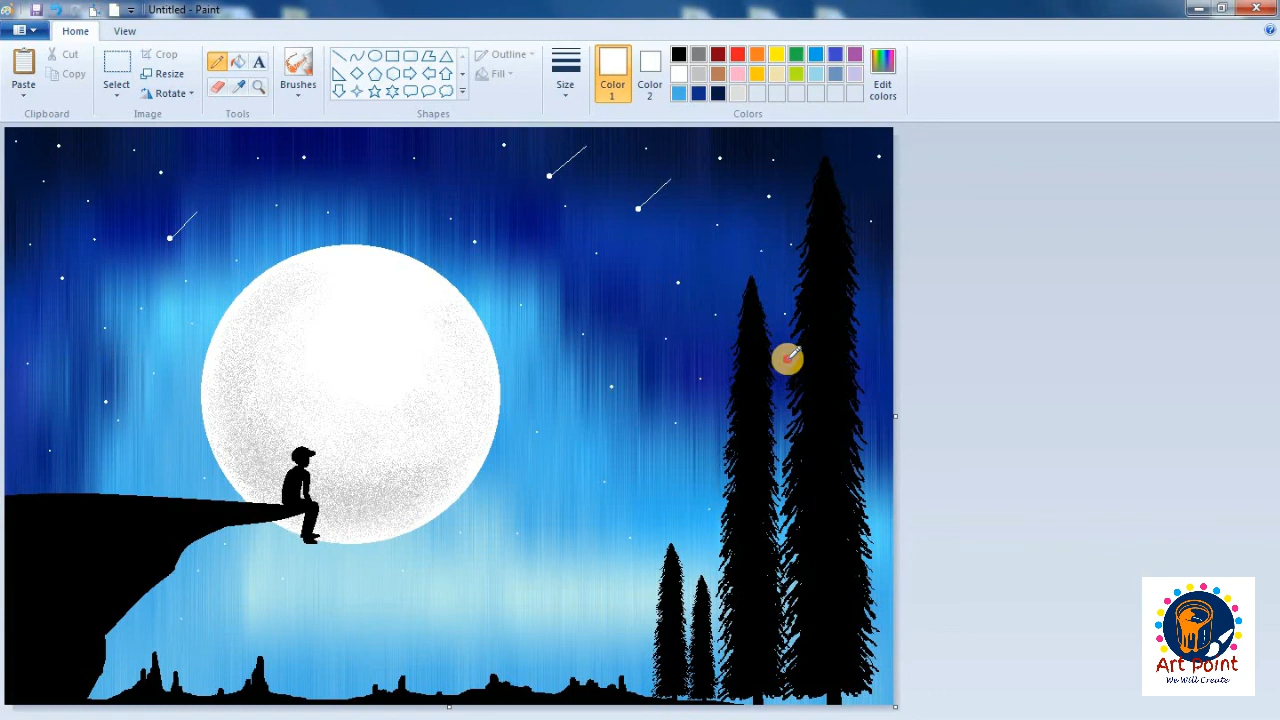 Untitled - Paint
Home
View
Paste
Cut
Copy
Clipboard
Select
Crop
Resize
Rotate
Image
A
Tools
Brushes
Shapes
Outline
Fill
Size
Color
1
Color
2
Colors
Edit
colors
Art Point
We Will Create